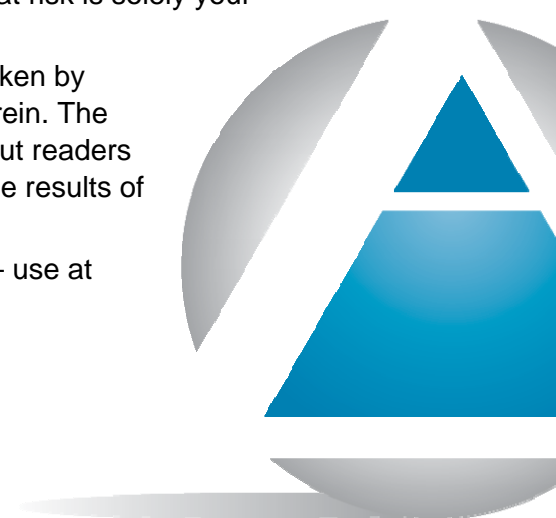 at risk is solely your
ken by
rein. The
ut readers
e results of
- use at